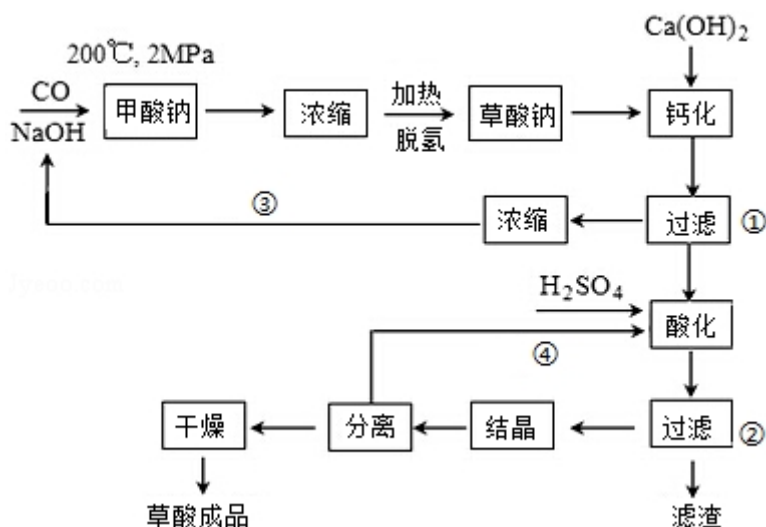 200℃, 2MPa
Ca(OH)₂
CO
NaOH
甲酸钠
浓缩
加热
脱氢
草酸钠
钙化
③
浓缩
过滤
①
H₂SO₄
④
酸化
干燥
分离
结晶
过滤
②
草酸成品
滤渣